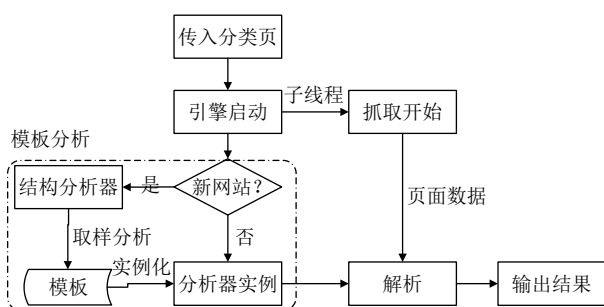 传入分类页
子线程
引擎启动
抓取开始
模板分析
结构分析器
是
新网站?
页面数据
取样分析
否
实例化
模板
分析器实例
解析
输出结果